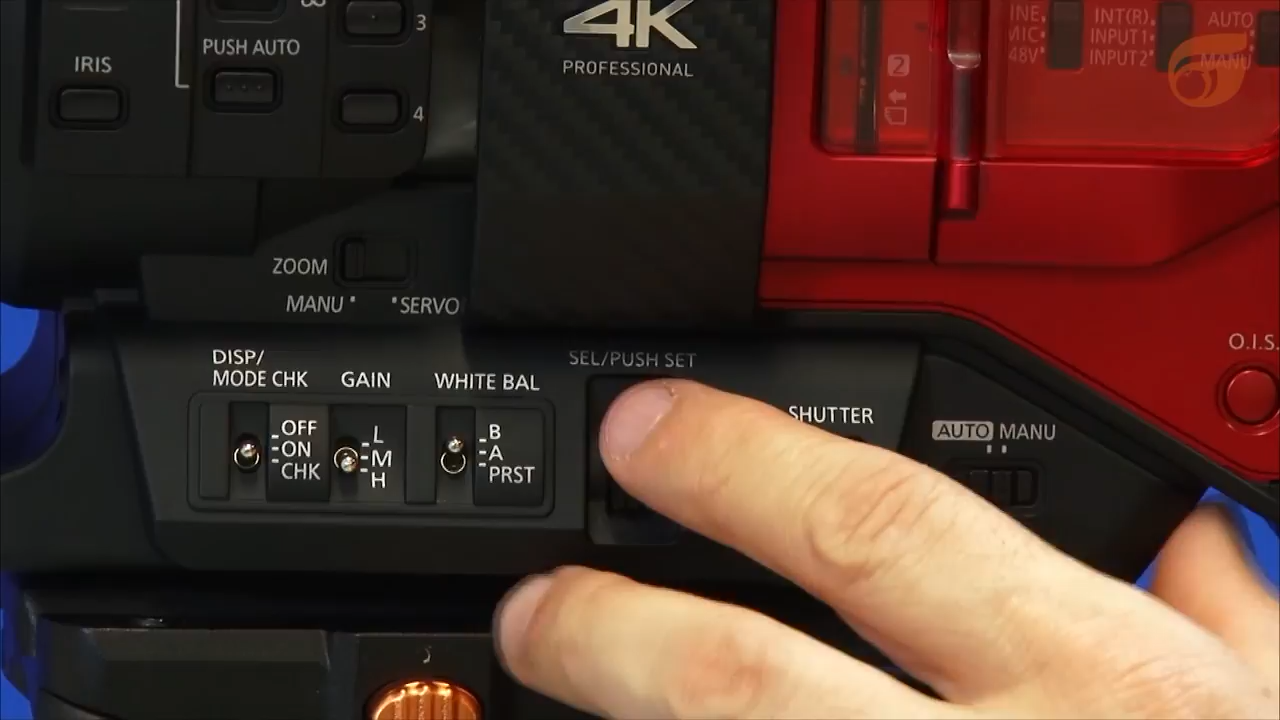 IRIS
PUSH AUTO
3
4
4K
PROFESSIONAL
2
INE.
MIC.
48V
INT(R).
INPUT1
INPUT2
AUTO
MANU
ZOOM
MANU SERVO
DISP/
MODE CHK
GAIN
WHITE BAL
OFF
ON
CHK
L
M
H
B
A
PRST
SEL/PUSH SET
SHUTTER
AUTO MANU
O.I.S.